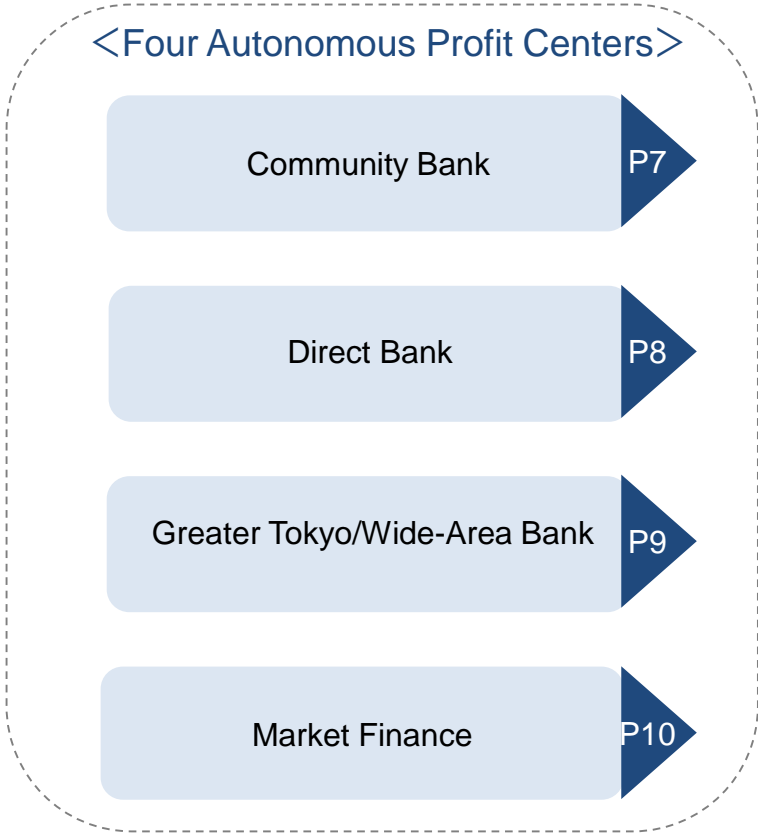 ＜Four Autonomous Profit Centers＞
Community Bank
P7
Direct Bank
P8
Greater Tokyo/Wide-Area Bank
P9
Market Finance
P10